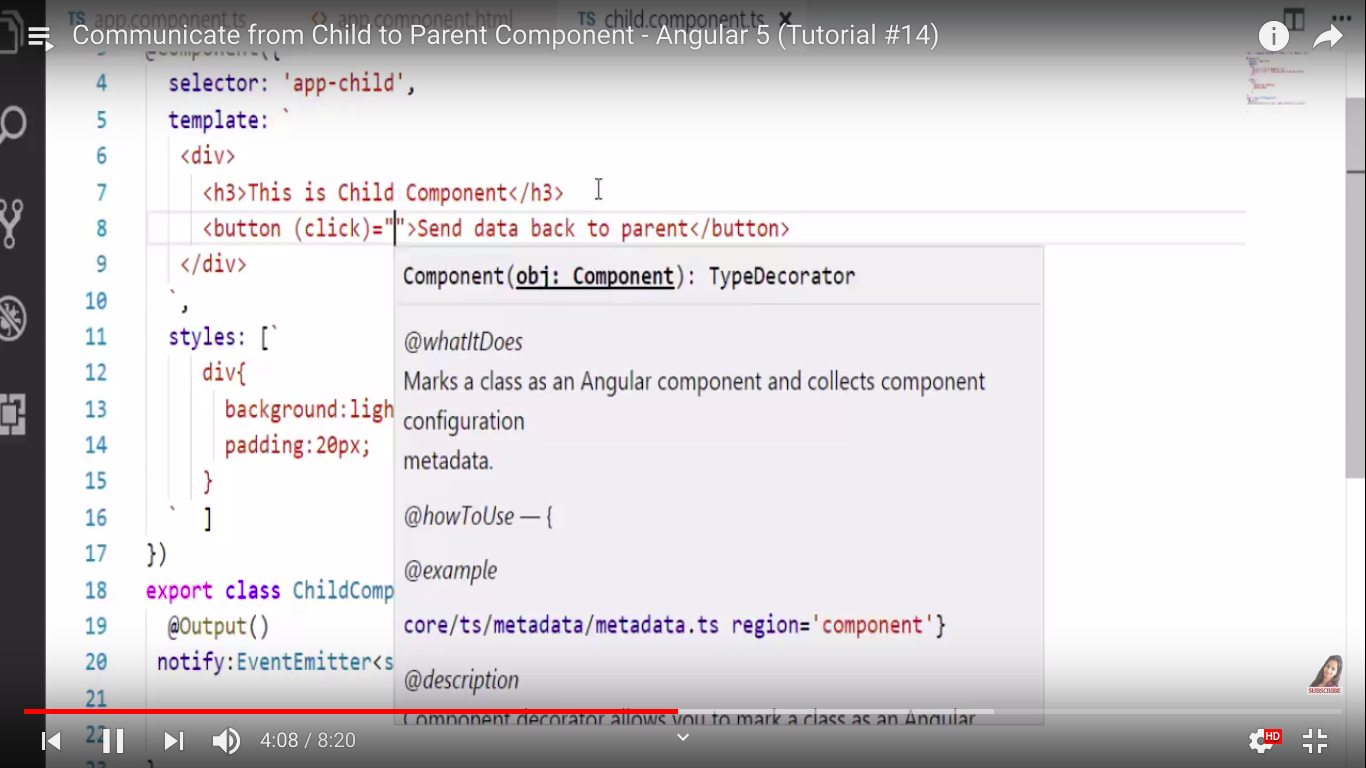 TS app.component.ts app.component.html TS child.component.ts
Communicate from Child to Parent Component - Angular 5 (Tutorial #14)
3 @Component({
4 selector: 'app-child',
5 template: `
6 <div>
7 <h3>This is Child Component</h3>
8 <button (click)="">Send data back to parent</button>
9 </div>
10 `,
11 styles: [`
12 div{
13 background:ligh
14 padding:20px;
15 }
16 ` ]
17 })
18 export class ChildComp
19 @Output()
20 notify:EventEmitter<s
21
22
23 }
Component(obj: Component): TypeDecorator
@whatItDoes
Marks a class as an Angular component and collects component
configuration
metadata.
@howToUse — {
@example
core/ts/metadata/metadata.ts region='component'}
@description
Component decorator allows you to mark a class as an Angular
SUBSCRIBE
4:08 / 8:20
HD